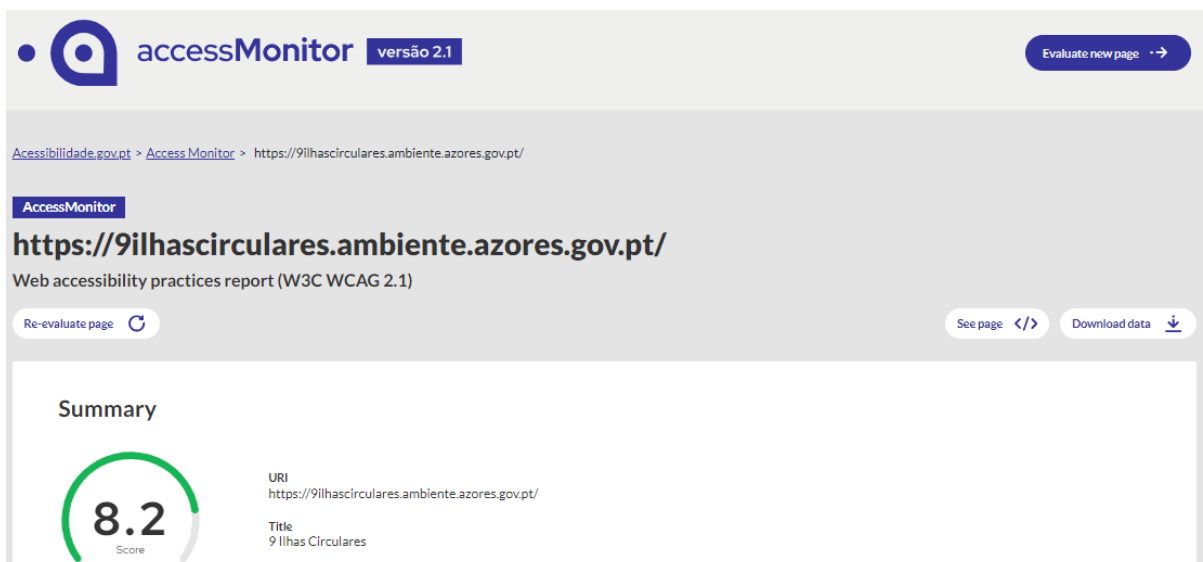 accessMonitor versão 2.1
Evaluate new page
Acessibilidade.gov.pt > Access Monitor > https://9ilhascirculares.ambiente.azores.gov.pt/
AccessMonitor
https://9ilhascirculares.ambiente.azores.gov.pt/
Web accessibility practices report (W3C WCAG 2.1)
Re-evaluate page
See page </> Download data
Summary
URI
https://9ilhascirculares.ambiente.azores.gov.pt/
8.2
Score
Title
9 Ilhas Circulares